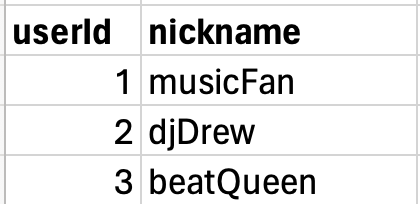 userId nickname
1 musicFan
2 djDrew
3 beatQueen